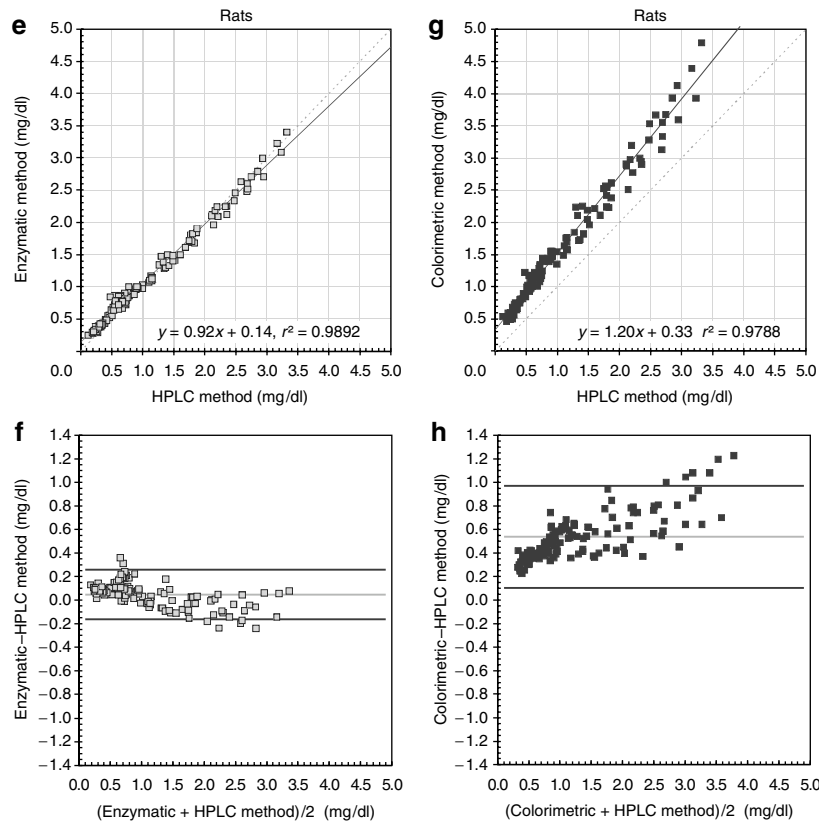 e
Rats
Enzymatic method (mg/dl)
5.0
4.5
4.0
3.5
3.0
2.5
2.0
1.5
1.0
0.5
y = 0.92x + 0.14, r² = 0.9892
0.0 0.5 1.0 1.5 2.0 2.5 3.0 3.5 4.0 4.5 5.0
HPLC method (mg/dl)
g
Rats
Colorimetric method (mg/dl)
5.0
4.5
4.0
3.5
3.0
2.5
2.0
1.5
1.0
0.5
y = 1.20x + 0.33 r² = 0.9788
0.0 0.5 1.0 1.5 2.0 2.5 3.0 3.5 4.0 4.5 5.0
HPLC method (mg/dl)
f
Enzymatic–HPLC method (mg/dl)
1.4
1.2
1.0
0.8
0.6
0.4
0.2
0.0
−0.2
−0.4
−0.6
−0.8
−1.0
−1.2
−1.4
0.0 0.5 1.0 1.5 2.0 2.5 3.0 3.5 4.0 4.5 5.0
(Enzymatic + HPLC method)/2 (mg/dl)
h
Colorimetric–HPLC method (mg/dl)
1.4
1.2
1.0
0.8
0.6
0.4
0.2
0.0
−0.2
−0.4
−0.6
−0.8
−1.0
−1.2
−1.4
0.0 0.5 1.0 1.5 2.0 2.5 3.0 3.5 4.0 4.5 5.0
(Colorimetric + HPLC method)/2 (mg/dl)